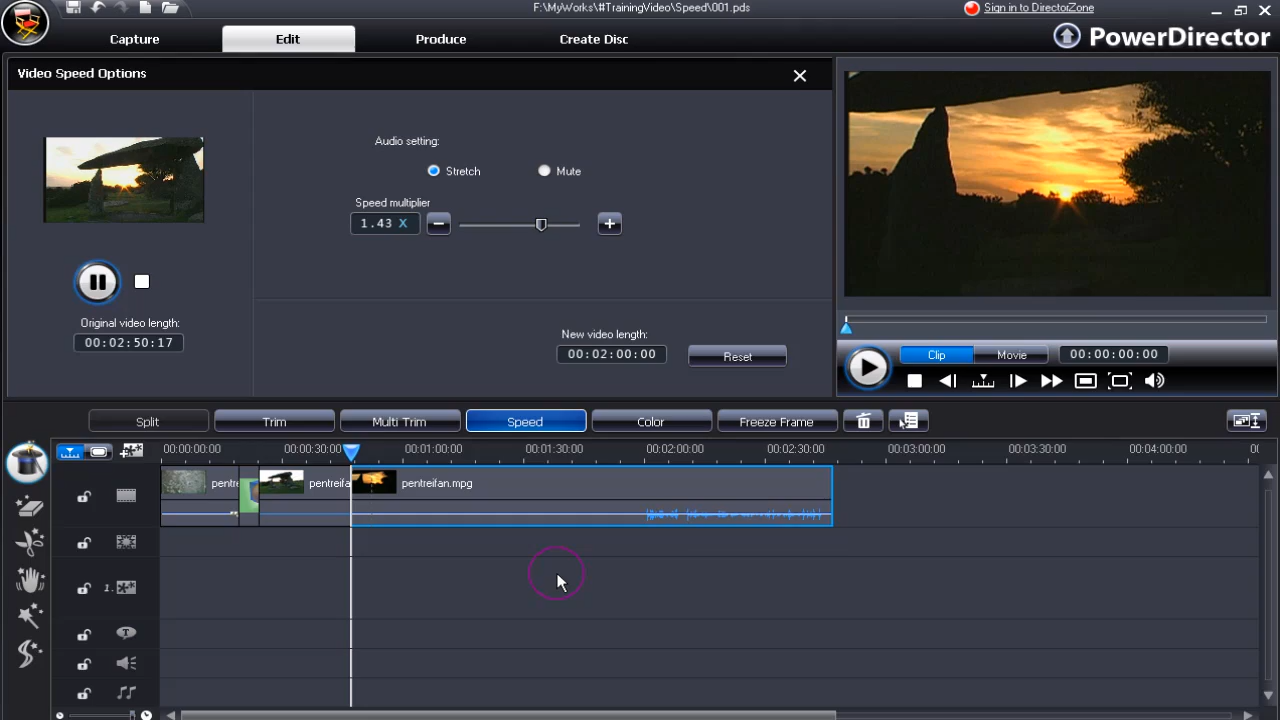 F:\MyWorks\#TrainingVideo\Speed\001.pds
Sign in to DirectorZone
Capture
Edit
Produce
Create Disc
PowerDirector
Video Speed Options
Audio setting:
Stretch
Mute
Speed multiplier
1.43 X
Original video length:
00:02:50:17
New video length:
00:02:00:00
Reset
Clip
Movie
00:00:00:00
Split
Trim
Multi Trim
Speed
Color
Freeze Frame
00:00:00:00
00:00:30:00
00:01:00:00
00:01:30:00
00:02:00:00
00:02:30:00
00:03:00:00
00:03:30:00
00:04:00:00
pentre
pentreifa
pentreifan.mpg
1.
T